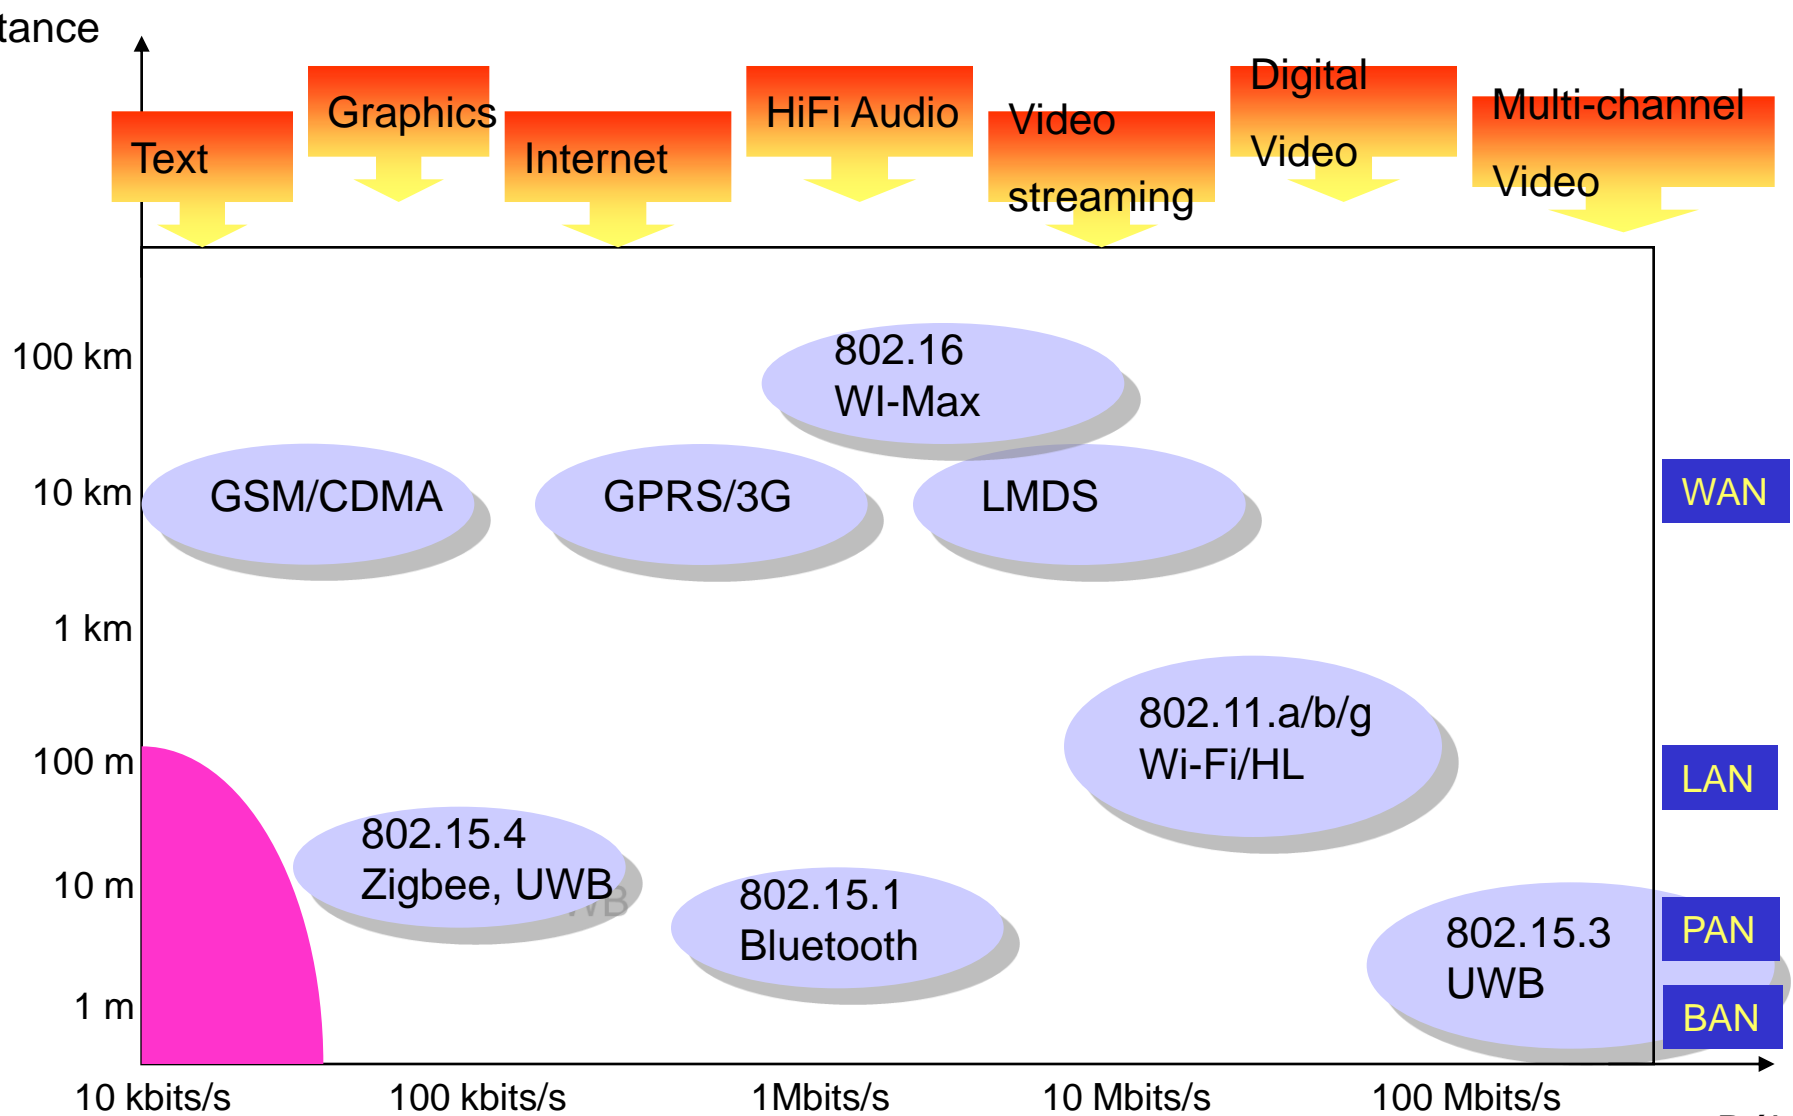 tance
Digital
Graphics
HiFi Audio
Video
Multi-channel
Text
Internet
Video
streaming
Video
100 km
802.16
WI-Max
10 km
GSM/CDMA
GPRS/3G
LMDS
WAN
1 km
802.11.a/b/g
Wi-Fi/HL
100 m
LAN
802.15.4
Zigbee, UWB
10 m
802.15.1
Bluetooth
802.15.3
UWB
PAN
1 m
BAN
10 kbits/s
100 kbits/s
1Mbits/s
10 Mbits/s
100 Mbits/s